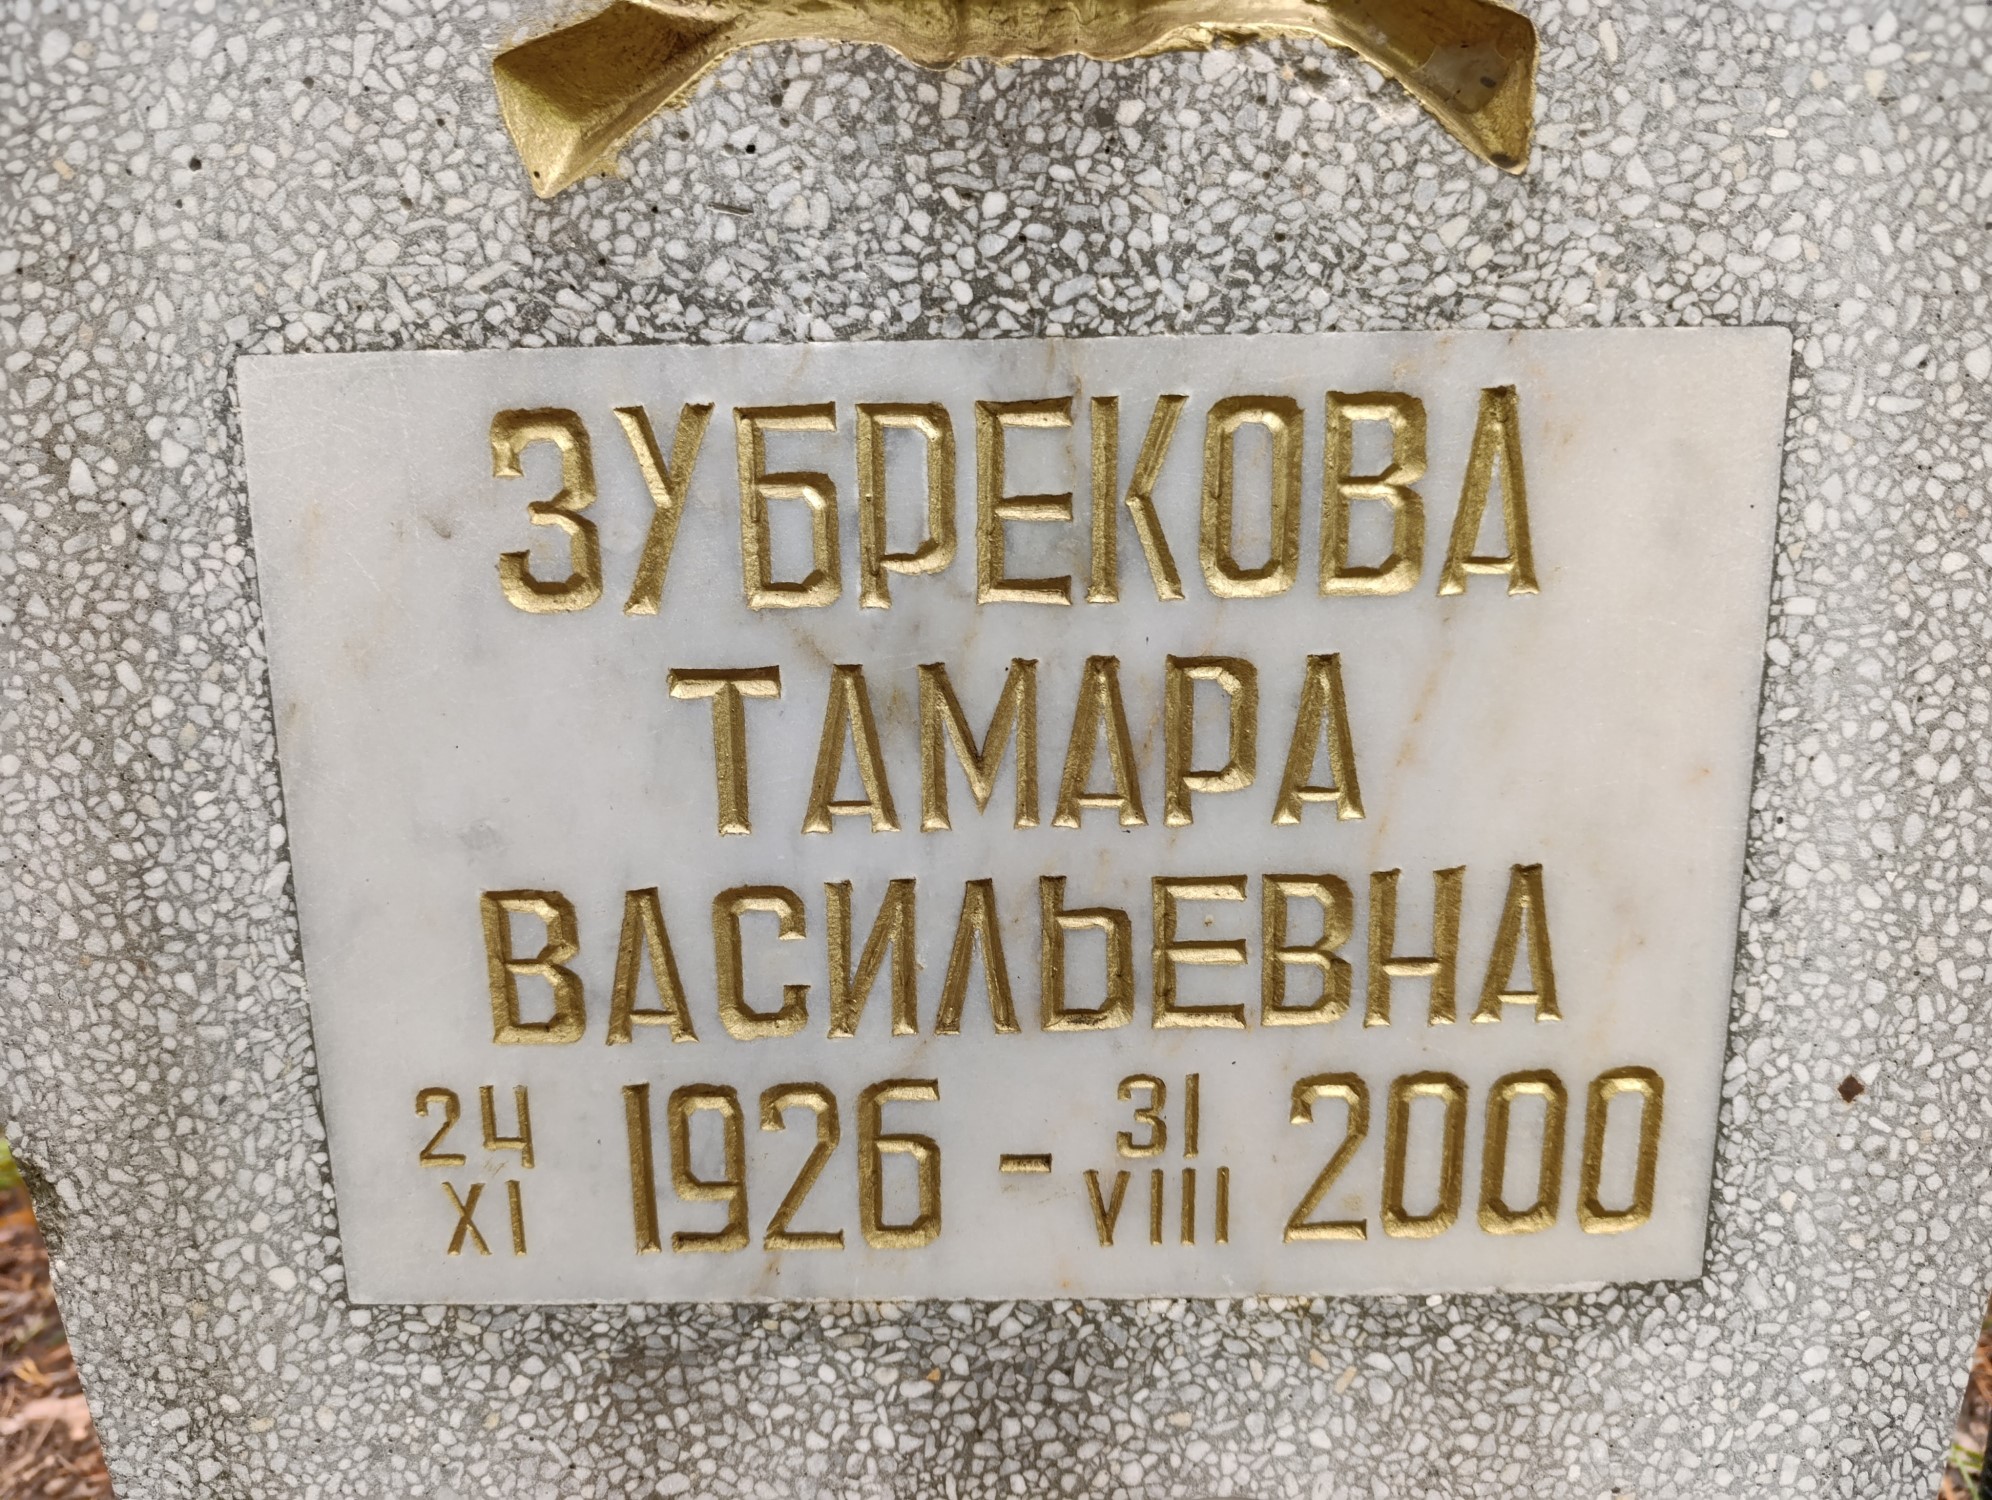 ЗУБРЕКОВА
ТАМАРА
ВАСИЛЬЕВНА
24 XI 1926 - 31 VIII 2000